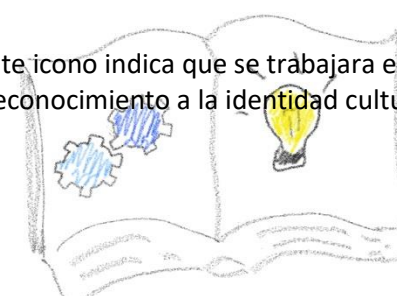 te icono indica que se trabajara e
econocimiento a la identidad cultu